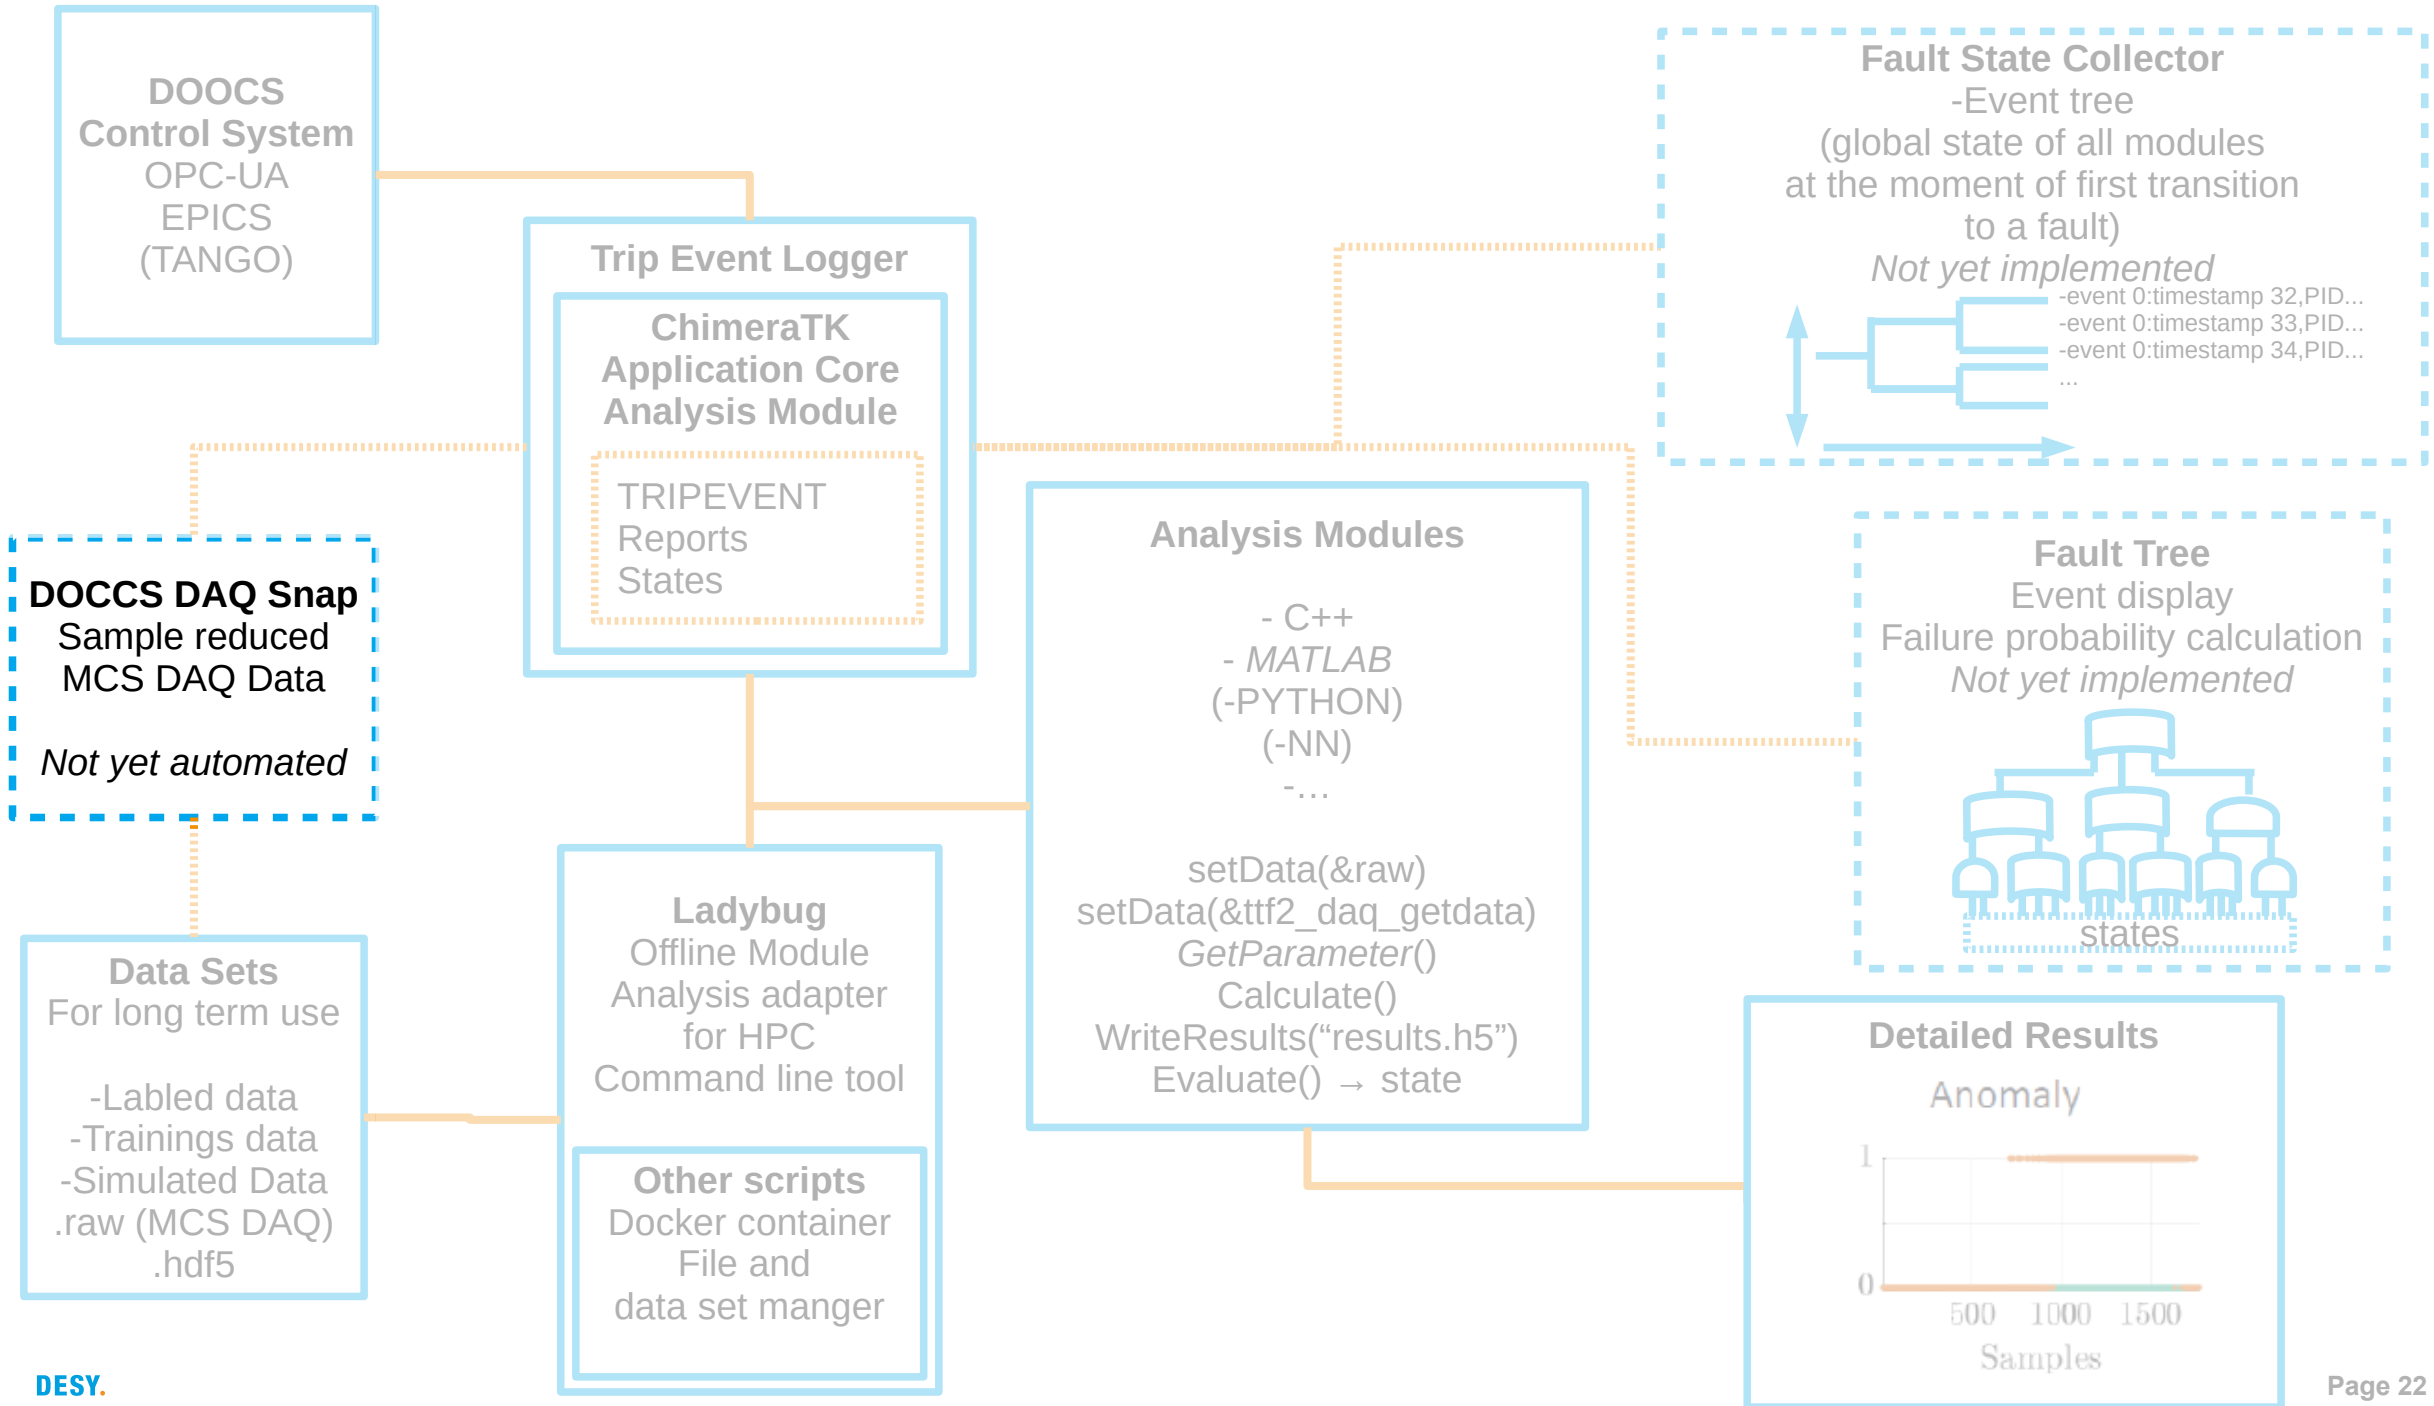 DOOCS
Control System
OPC-UA
EPICS
(TANGO)
Trip Event Logger
ChimeraTK
Application Core
Analysis Module
TRIPEVENT
Reports
States
Fault State Collector
-Event tree
(global state of all modules
at the moment of first transition
to a fault)
Not yet implemented
-event 0:timestamp 32,PID...
-event 0:timestamp 33,PID...
-event 0:timestamp 34,PID...
...
DOCCS DAQ Snap
Sample reduced
MCS DAQ Data
Not yet automated
Analysis Modules
- C++
- MATLAB
(-PYTHON)
(-NN)
-…
setData(&raw)
setData(&ttf2_daq_getdata)
GetParameter()
Calculate()
WriteResults(“results.h5”)
Evaluate() → state
Fault Tree
Event display
Failure probability calculation
Not yet implemented
states
Data Sets
For long term use
-Labled data
-Trainings data
-Simulated Data
.raw (MCS DAQ)
.hdf5
Ladybug
Offline Module
Analysis adapter
for HPC
Command line tool
Other scripts
Docker container
File and
data set manger
Detailed Results
Anomaly
1
0
500 1000 1500
Samples
DESY.
Page 22